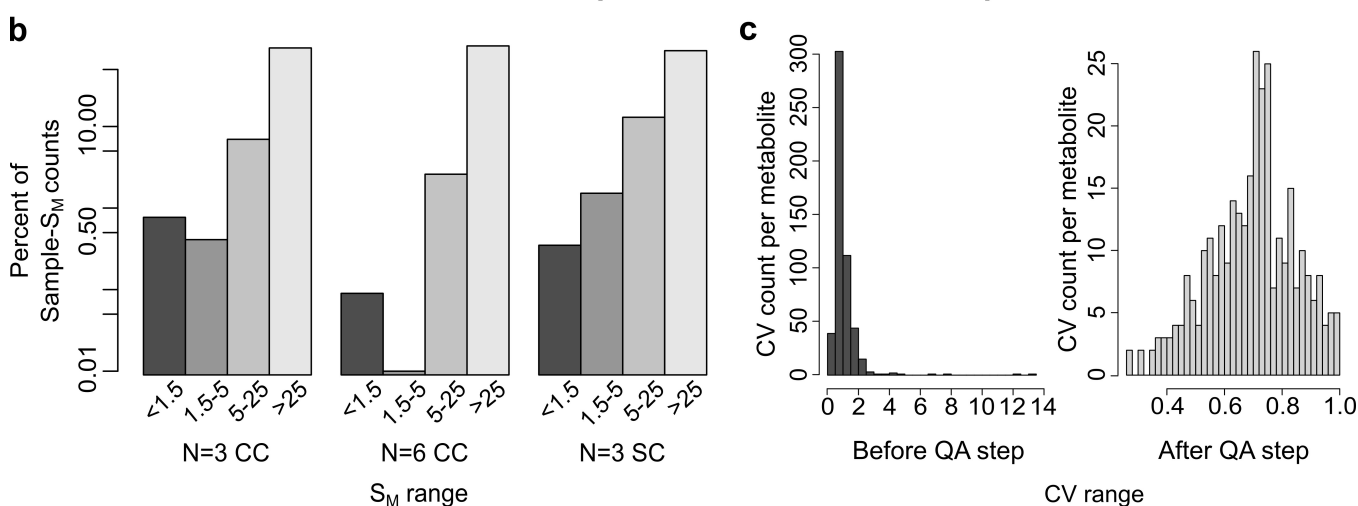 b
Percent of
Sample-SM counts
10.00
0.50
0.01
<1.5
1.5-5
5-25
>25
<1.5
1.5-5
5-25
>25
<1.5
1.5-5
5-25
>25
N=3 CC
N=6 CC
N=3 SC
SM range
c
CV count per metabolite
300
250
200
150
100
50
0
0 2 4 6 8 10 12 14
Before QA step
CV count per metabolite
25
20
15
10
5
0
0.4 0.6 0.8 1.0
After QA step
CV range